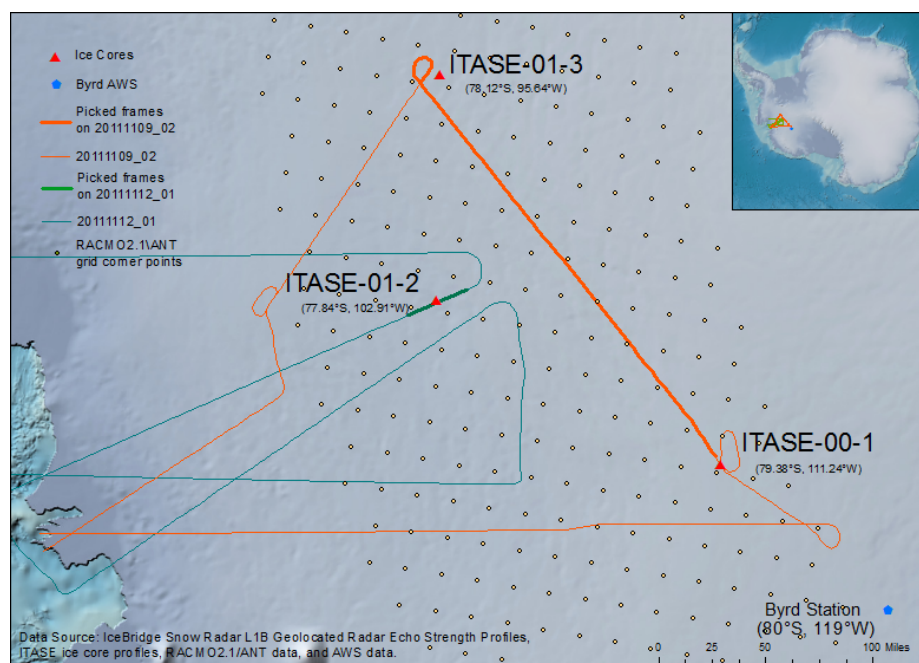 Ice Cores
Byrd AWS
Picked frames
on 20111109_02
20111109_02
Picked frames
on 20111112_01
20111112_01
RACMO2.1\ANT
grid corner points
ITASE-01-3
(78.12°S, 95.64°W)
ITASE-01-2
(77.84°S, 102.91°W)
ITASE-00-1
(79.38°S, 111.24°W)
Byrd Station
(80°S, 119°W)
Data Source: IceBridge Snow Radar L1B Geolocated Radar Echo Strength Profiles,
ITASE ice core profiles, RACMO2.1/ANT data, and AWS data.
0 25 50 100 Miles